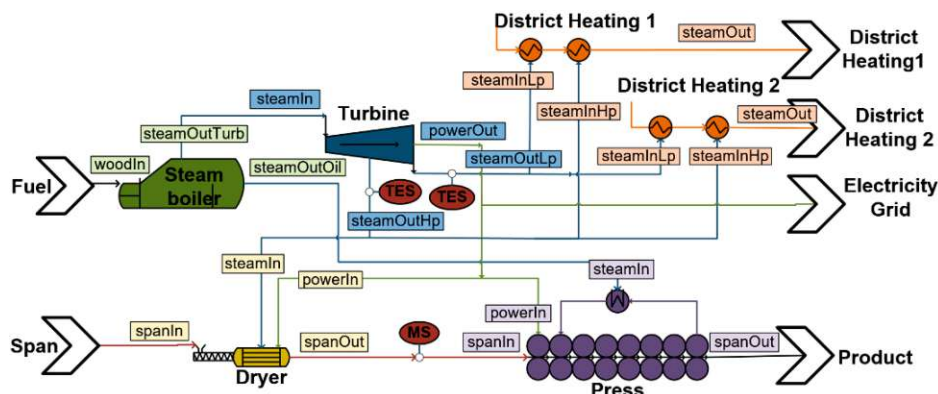 District Heating 1
steamOut
District
Heating1
steamInLp
District Heating 2
steamIn
Turbine
steamInHp
steamOut
District
Heating 2
steamOutTurb
powerOut
steamInLp
steamInHp
woodIn
steamOutOil
steamOutLp
Fuel
Steam
boiler
TES
TES
Electricity
Grid
steamOutHp
steamIn
steamIn
powerIn
powerIn
spanIn
MS
Span
spanOut
spanIn
spanOut
Product
Dryer
Press